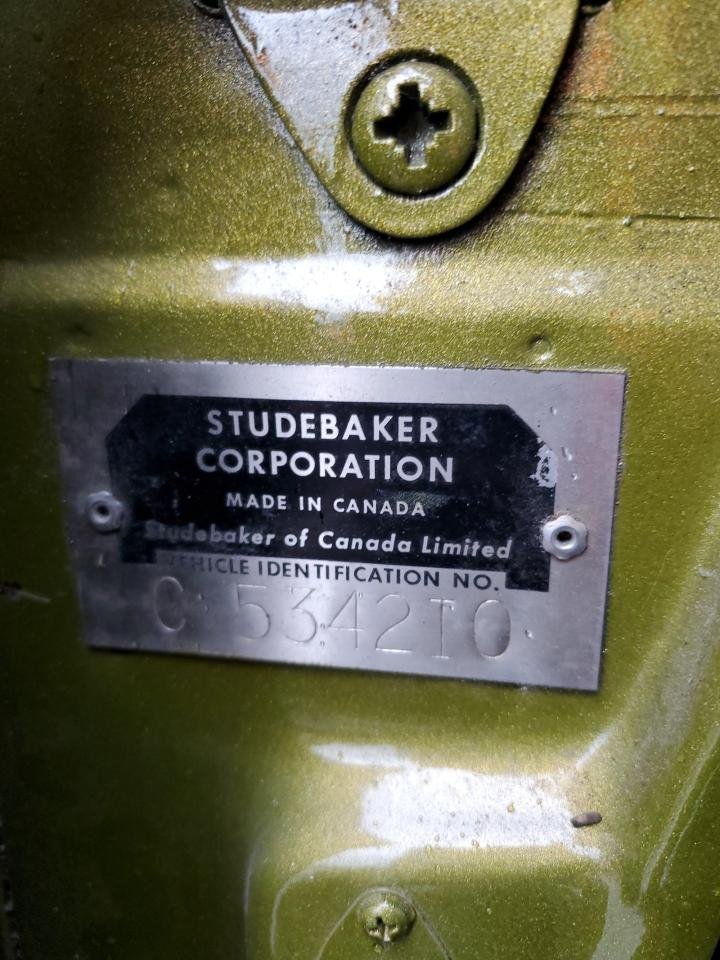 STUDEBAKER
CORPORATION
MADE IN CANADA
Studebaker of Canada Limited
VEHICLE IDENTIFICATION NO.
C 534210